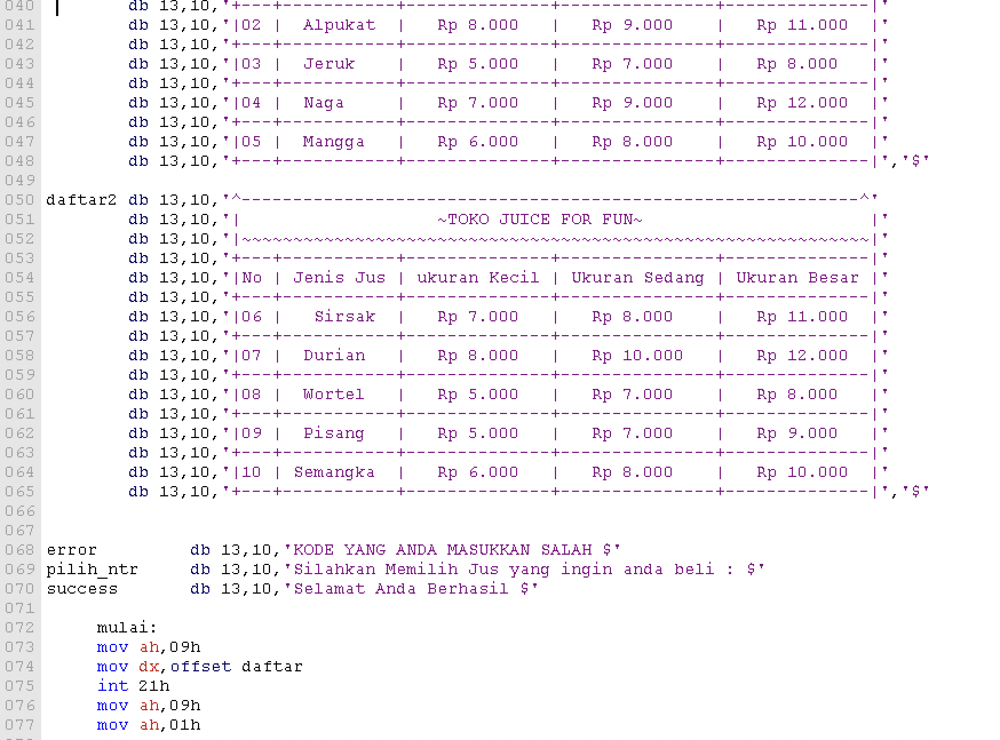 040         db 13,10,'+---+-----------+--------------+---------------+--------------|'
041         db 13,10,'|02 |  Alpukat  |   Rp 8.000   |   Rp 9.000    |   Rp 11.000  |'
042         db 13,10,'+---+-----------+--------------+---------------+--------------|'
043         db 13,10,'|03 |  Jeruk    |   Rp 5.000   |   Rp 7.000    |   Rp 8.000   |'
044         db 13,10,'+---+-----------+--------------+---------------+--------------|'
045         db 13,10,'|04 |  Naga     |   Rp 7.000   |   Rp 9.000    |   Rp 12.000  |'
046         db 13,10,'+---+-----------+--------------+---------------+--------------|'
047         db 13,10,'|05 |  Mangga   |   Rp 6.000   |   Rp 8.000    |   Rp 10.000  |'
048         db 13,10,'+---+-----------+--------------+---------------+--------------|','$'
049
050 daftar2 db 13,10,'^------------------------------------------------------------^'
051         db 13,10,'|                   ~TOKO JUICE FOR FUN~                      |'
052         db 13,10,'|~~~~~~~~~~~~~~~~~~~~~~~~~~~~~~~~~~~~~~~~~~~~~~~~~~~~~~~~~~~~~|'
053         db 13,10,'+---+-----------+--------------+---------------+--------------|'
054         db 13,10,'|No | Jenis Jus | ukuran Kecil | Ukuran Sedang | Ukuran Besar |'
055         db 13,10,'+---+-----------+--------------+---------------+--------------|'
056         db 13,10,'|06 |   Sirsak  |   Rp 7.000   |   Rp 8.000    |   Rp 11.000  |'
057         db 13,10,'+---+-----------+--------------+---------------+--------------|'
058         db 13,10,'|07 |  Durian   |   Rp 8.000   |   Rp 10.000   |   Rp 12.000  |'
059         db 13,10,'+---+-----------+--------------+---------------+--------------|'
060         db 13,10,'|08 |  Wortel   |   Rp 5.000   |   Rp 7.000    |   Rp 8.000   |'
061         db 13,10,'+---+-----------+--------------+---------------+--------------|'
062         db 13,10,'|09 |  Pisang   |   Rp 5.000   |   Rp 7.000    |   Rp 9.000   |'
063         db 13,10,'+---+-----------+--------------+---------------+--------------|'
064         db 13,10,'|10 | Semangka  |   Rp 6.000   |   Rp 8.000    |   Rp 10.000  |'
065         db 13,10,'+---+-----------+--------------+---------------+--------------|','$'
066
067
068 error         db 13,10,'KODE YANG ANDA MASUKKAN SALAH $'
069 pilih_ntr     db 13,10,'Silahkan Memilih Jus yang ingin anda beli : $'
070 success       db 13,10,'Selamat Anda Berhasil $'
071
072      mulai:
073      mov ah,09h
074      mov dx,offset daftar
075      int 21h
076      mov ah,09h
077      mov ah,01h